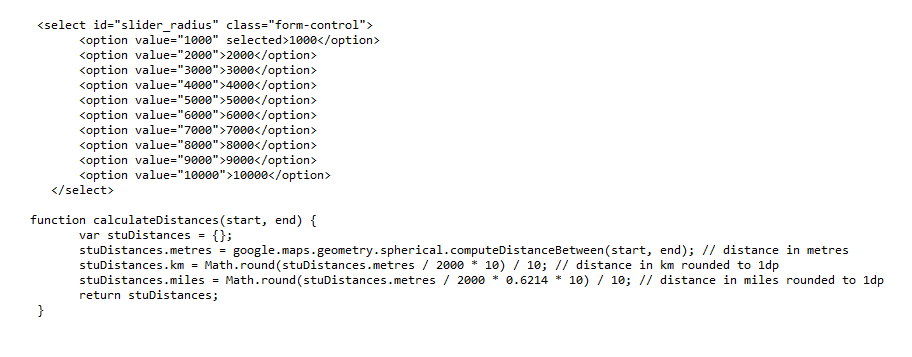 <select id="slider_radius" class="form-control">
<option value="1000" selected>1000</option>
<option value="2000">2000</option>
<option value="3000">3000</option>
<option value="4000">4000</option>
<option value="5000">5000</option>
<option value="6000">6000</option>
<option value="7000">7000</option>
<option value="8000">8000</option>
<option value="9000">9000</option>
<option value="10000">10000</option>
</select>
function calculateDistances(start, end) {
var stuDistances = {};
stuDistances.metres = google.maps.geometry.spherical.computeDistanceBetween(start, end); // distance in metres
stuDistances.km = Math.round(stuDistances.metres / 2000 * 10) / 10; // distance in km rounded to 1dp
stuDistances.miles = Math.round(stuDistances.metres / 2000 * 0.6214 * 10) / 10; // distance in miles rounded to 1dp
return stuDistances;
}